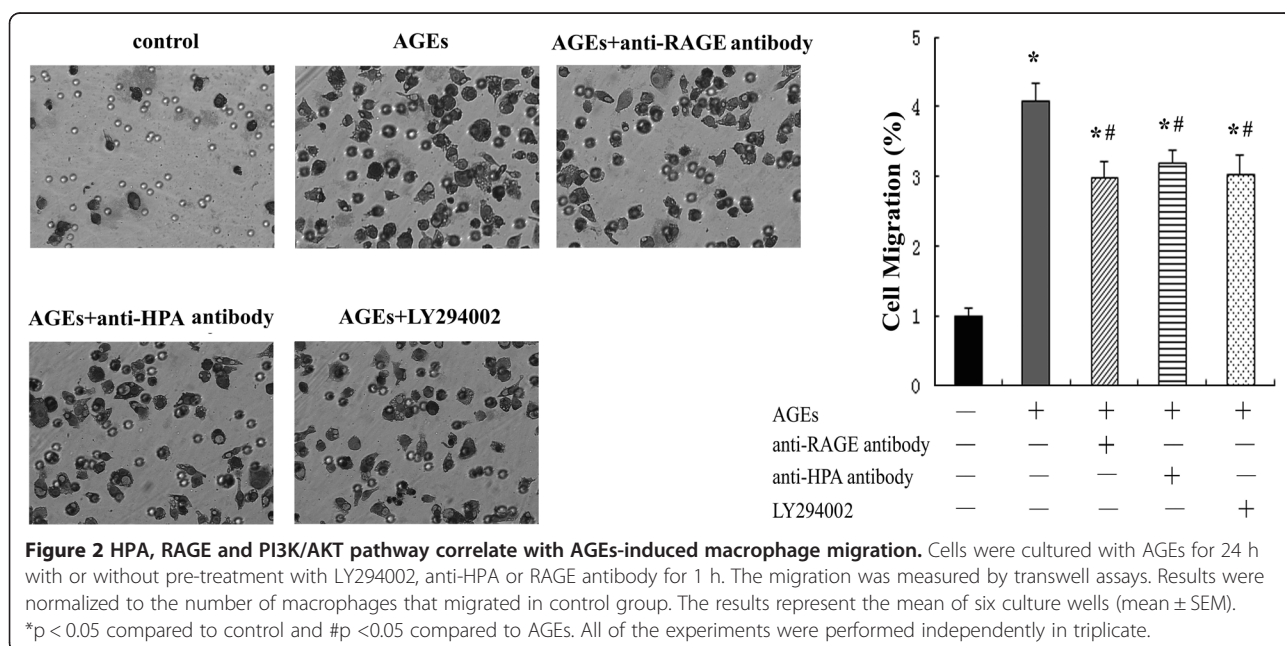 control
AGEs
AGEs+anti-RAGE antibody
AGEs+anti-HPA antibody
AGEs+LY294002
Cell Migration (%)
5
4
3
2
1
0
*
*#
*#
*#
AGEs — + + + +
anti-RAGE antibody — — + — —
anti-HPA antibody — — — + —
LY294002 — — — — +
Figure 2 HPA, RAGE and PI3K/AKT pathway correlate with AGEs-induced macrophage migration. Cells were cultured with AGEs for 24 h
with or without pre-treatment with LY294002, anti-HPA or RAGE antibody for 1 h. The migration was measured by transwell assays. Results were
normalized to the number of macrophages that migrated in control group. The results represent the mean of six culture wells (mean ± SEM).
*p < 0.05 compared to control and #p <0.05 compared to AGEs. All of the experiments were performed independently in triplicate.